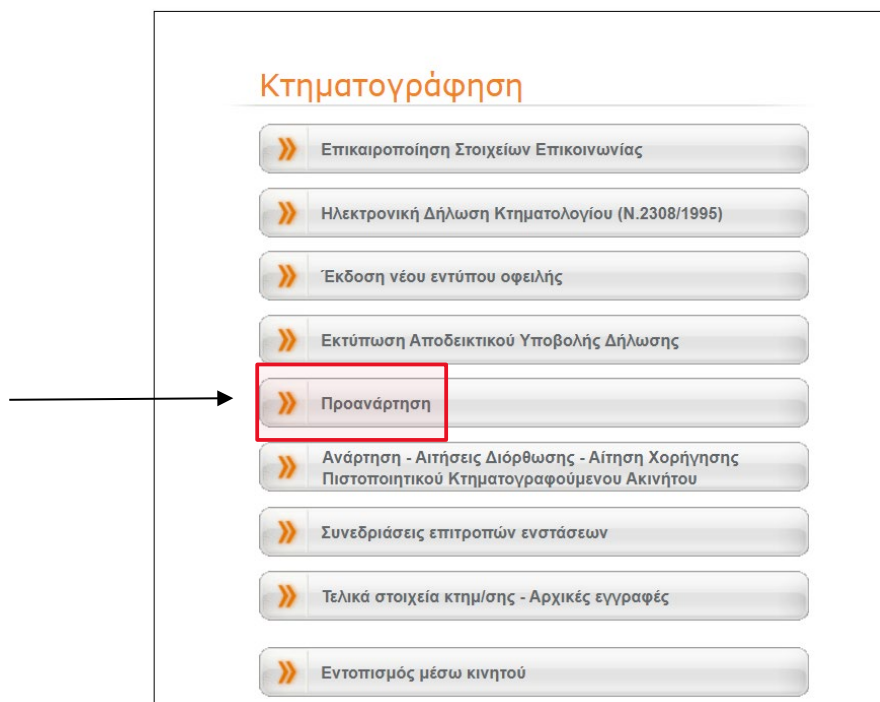 Κτηματογράφηση
Επικαιροποίηση Στοιχείων Επικοινωνίας
Ηλεκτρονική Δήλωση Κτηματολογίου (Ν.2308/1995)
Έκδοση νέου εντύπου οφειλής
Εκτύπωση Αποδεικτικού Υποβολής Δήλωσης
Προανάρτηση
Ανάρτηση - Αιτήσεις Διόρθωσης - Αίτηση Χορήγησης
Πιστοποιητικού Κτηματογραφούμενου Ακινήτου
Συνεδριάσεις επιτροπών ενστάσεων
Τελικά στοιχεία κτημ/σης - Αρχικές εγγραφές
Εντοπισμός μέσω κινητού